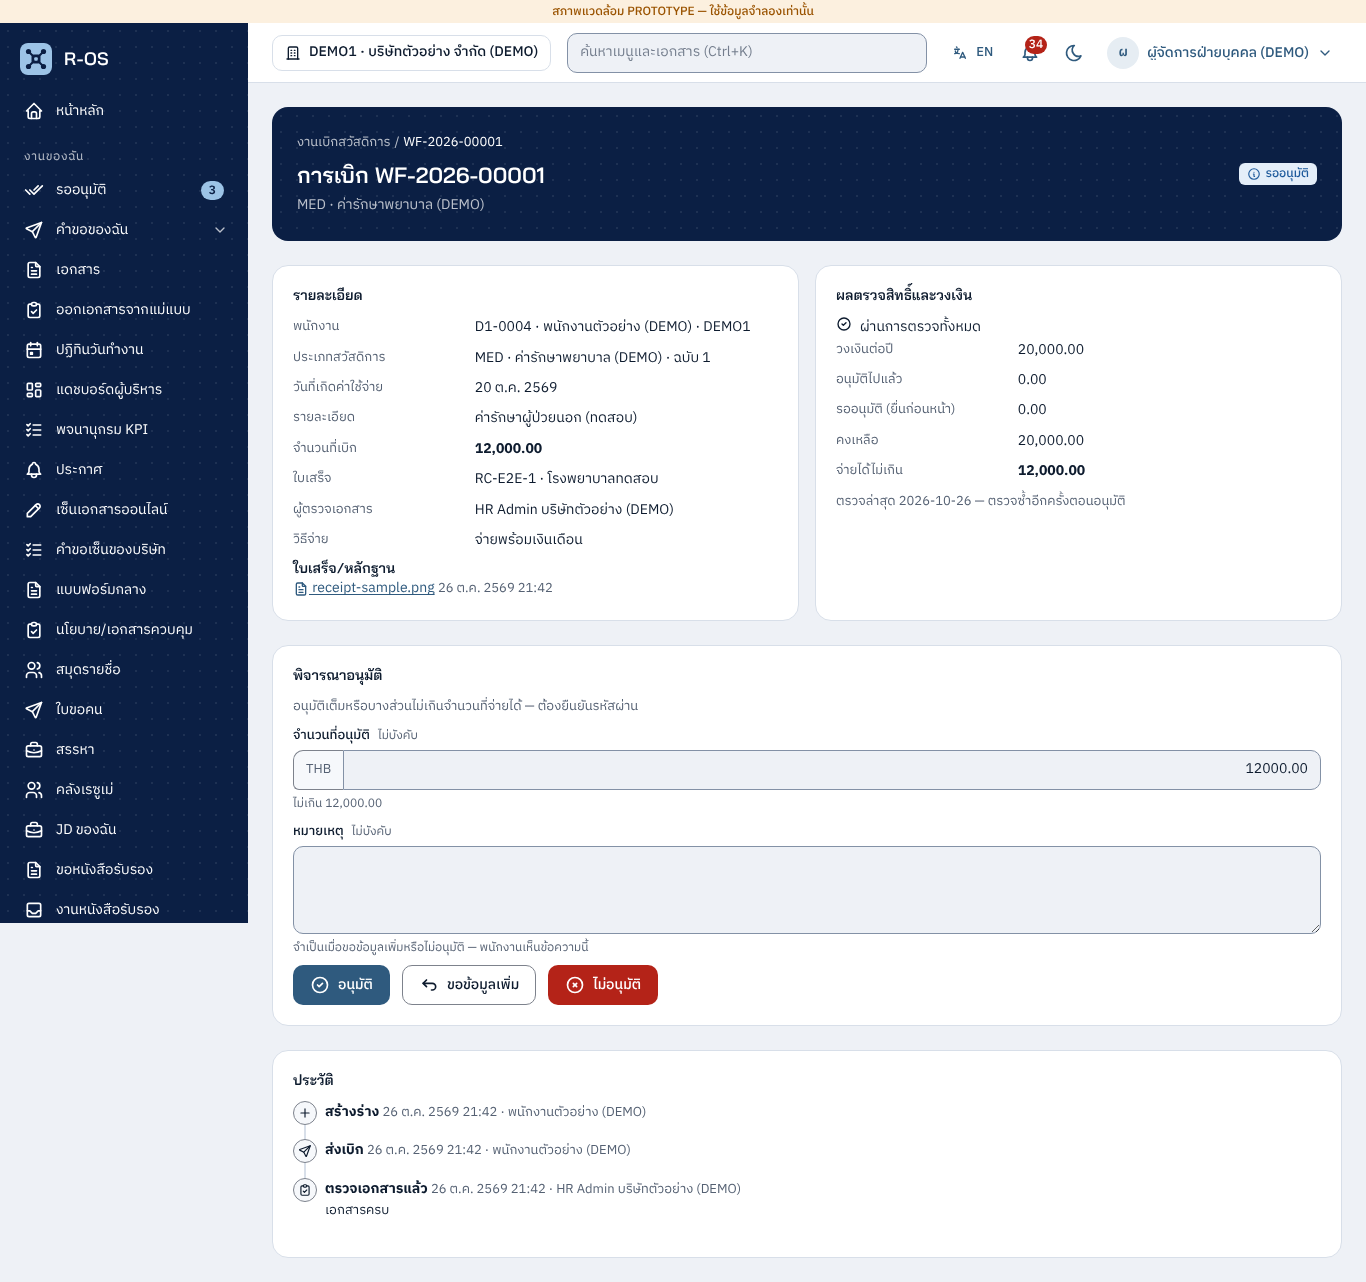 สภาพแวดล้อม PROTOTYPE — ใช้ข้อมูลจำลองเท่านั้น
R-OS
DEMO1 · บริษัทตัวอย่าง จำกัด (DEMO)
ค้นหาเมนูและเอกสาร (Ctrl+K)
EN
34
ผ
ผู้จัดการฝ่ายบุคคล (DEMO)
หน้าหลัก
งานของฉัน
รออนุมัติ
3
คำขอของฉัน
เอกสาร
ออกเอกสารจากแม่แบบ
ปฏิทินวันทำงาน
แดชบอร์ดผู้บริหาร
พจนานุกรม KPI
ประกาศ
เซ็นเอกสารออนไลน์
คำขอเซ็นของบริษัท
แบบฟอร์มกลาง
นโยบาย/เอกสารควบคุม
สมุดรายชื่อ
ใบขอคน
สรรหา
คลังเรซูเม่
JD ของฉัน
ขอหนังสือรับรอง
งานหนังสือรับรอง
งานเบิกสวัสดิการ / WF-2026-00001
การเบิก WF-2026-00001
รออนุมัติ
MED · ค่ารักษาพยาบาล (DEMO)
รายละเอียด
พนักงาน D1-0004 · พนักงานตัวอย่าง (DEMO) · DEMO1
ประเภทสวัสดิการ MED · ค่ารักษาพยาบาล (DEMO) · ฉบับ 1
วันที่เกิดค่าใช้จ่าย 20 ต.ค. 2569
รายละเอียด ค่ารักษาผู้ป่วยนอก (ทดสอบ)
จำนวนที่เบิก 12,000.00
ใบเสร็จ RC-E2E-1 · โรงพยาบาลทดสอบ
ผู้ตรวจเอกสาร HR Admin บริษัทตัวอย่าง (DEMO)
วิธีจ่าย จ่ายพร้อมเงินเดือน
ใบเสร็จ/หลักฐาน
receipt-sample.png 26 ต.ค. 2569 21:42
ผลตรวจสิทธิ์และวงเงิน
ผ่านการตรวจทั้งหมด
วงเงินต่อปี 20,000.00
อนุมัติไปแล้ว 0.00
รออนุมัติ (ยื่นก่อนหน้า) 0.00
คงเหลือ 20,000.00
จ่ายได้ไม่เกิน 12,000.00
ตรวจล่าสุด 2026-10-26 — ตรวจซ้ำอีกครั้งตอนอนุมัติ
พิจารณาอนุมัติ
อนุมัติเต็มหรือบางส่วนไม่เกินจำนวนที่จ่ายได้ — ต้องยืนยันรหัสผ่าน
จำนวนที่อนุมัติ ไม่บังคับ
THB 12000.00
ไม่เกิน 12,000.00
หมายเหตุ ไม่บังคับ
จำเป็นเมื่อขอข้อมูลเพิ่มหรือไม่อนุมัติ — พนักงานเห็นข้อความนี้
อนุมัติ
ขอข้อมูลเพิ่ม
ไม่อนุมัติ
ประวัติ
สร้างร่าง 26 ต.ค. 2569 21:42 · พนักงานตัวอย่าง (DEMO)
ส่งเบิก 26 ต.ค. 2569 21:42 · พนักงานตัวอย่าง (DEMO)
ตรวจเอกสารแล้ว 26 ต.ค. 2569 21:42 · HR Admin บริษัทตัวอย่าง (DEMO)
เอกสารครบ